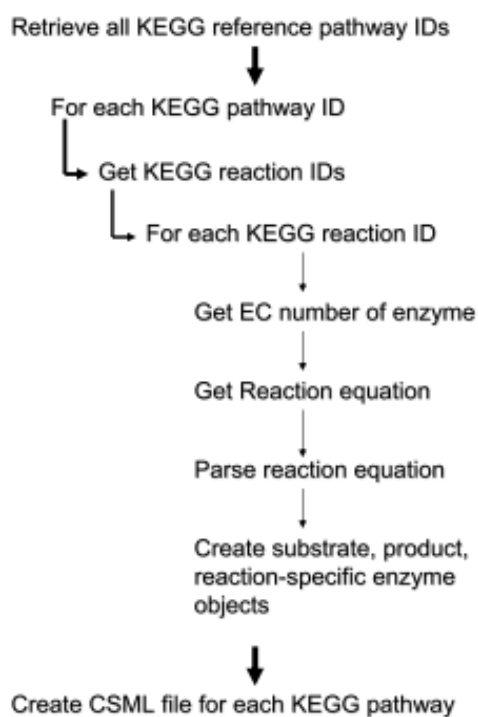 Retrieve all KEGG reference pathway IDs
For each KEGG pathway ID
Get KEGG reaction IDs
For each KEGG reaction ID
Get EC number of enzyme
Get Reaction equation
Parse reaction equation
Create substrate, product,
reaction-specific enzyme
objects
Create CSML file for each KEGG pathway